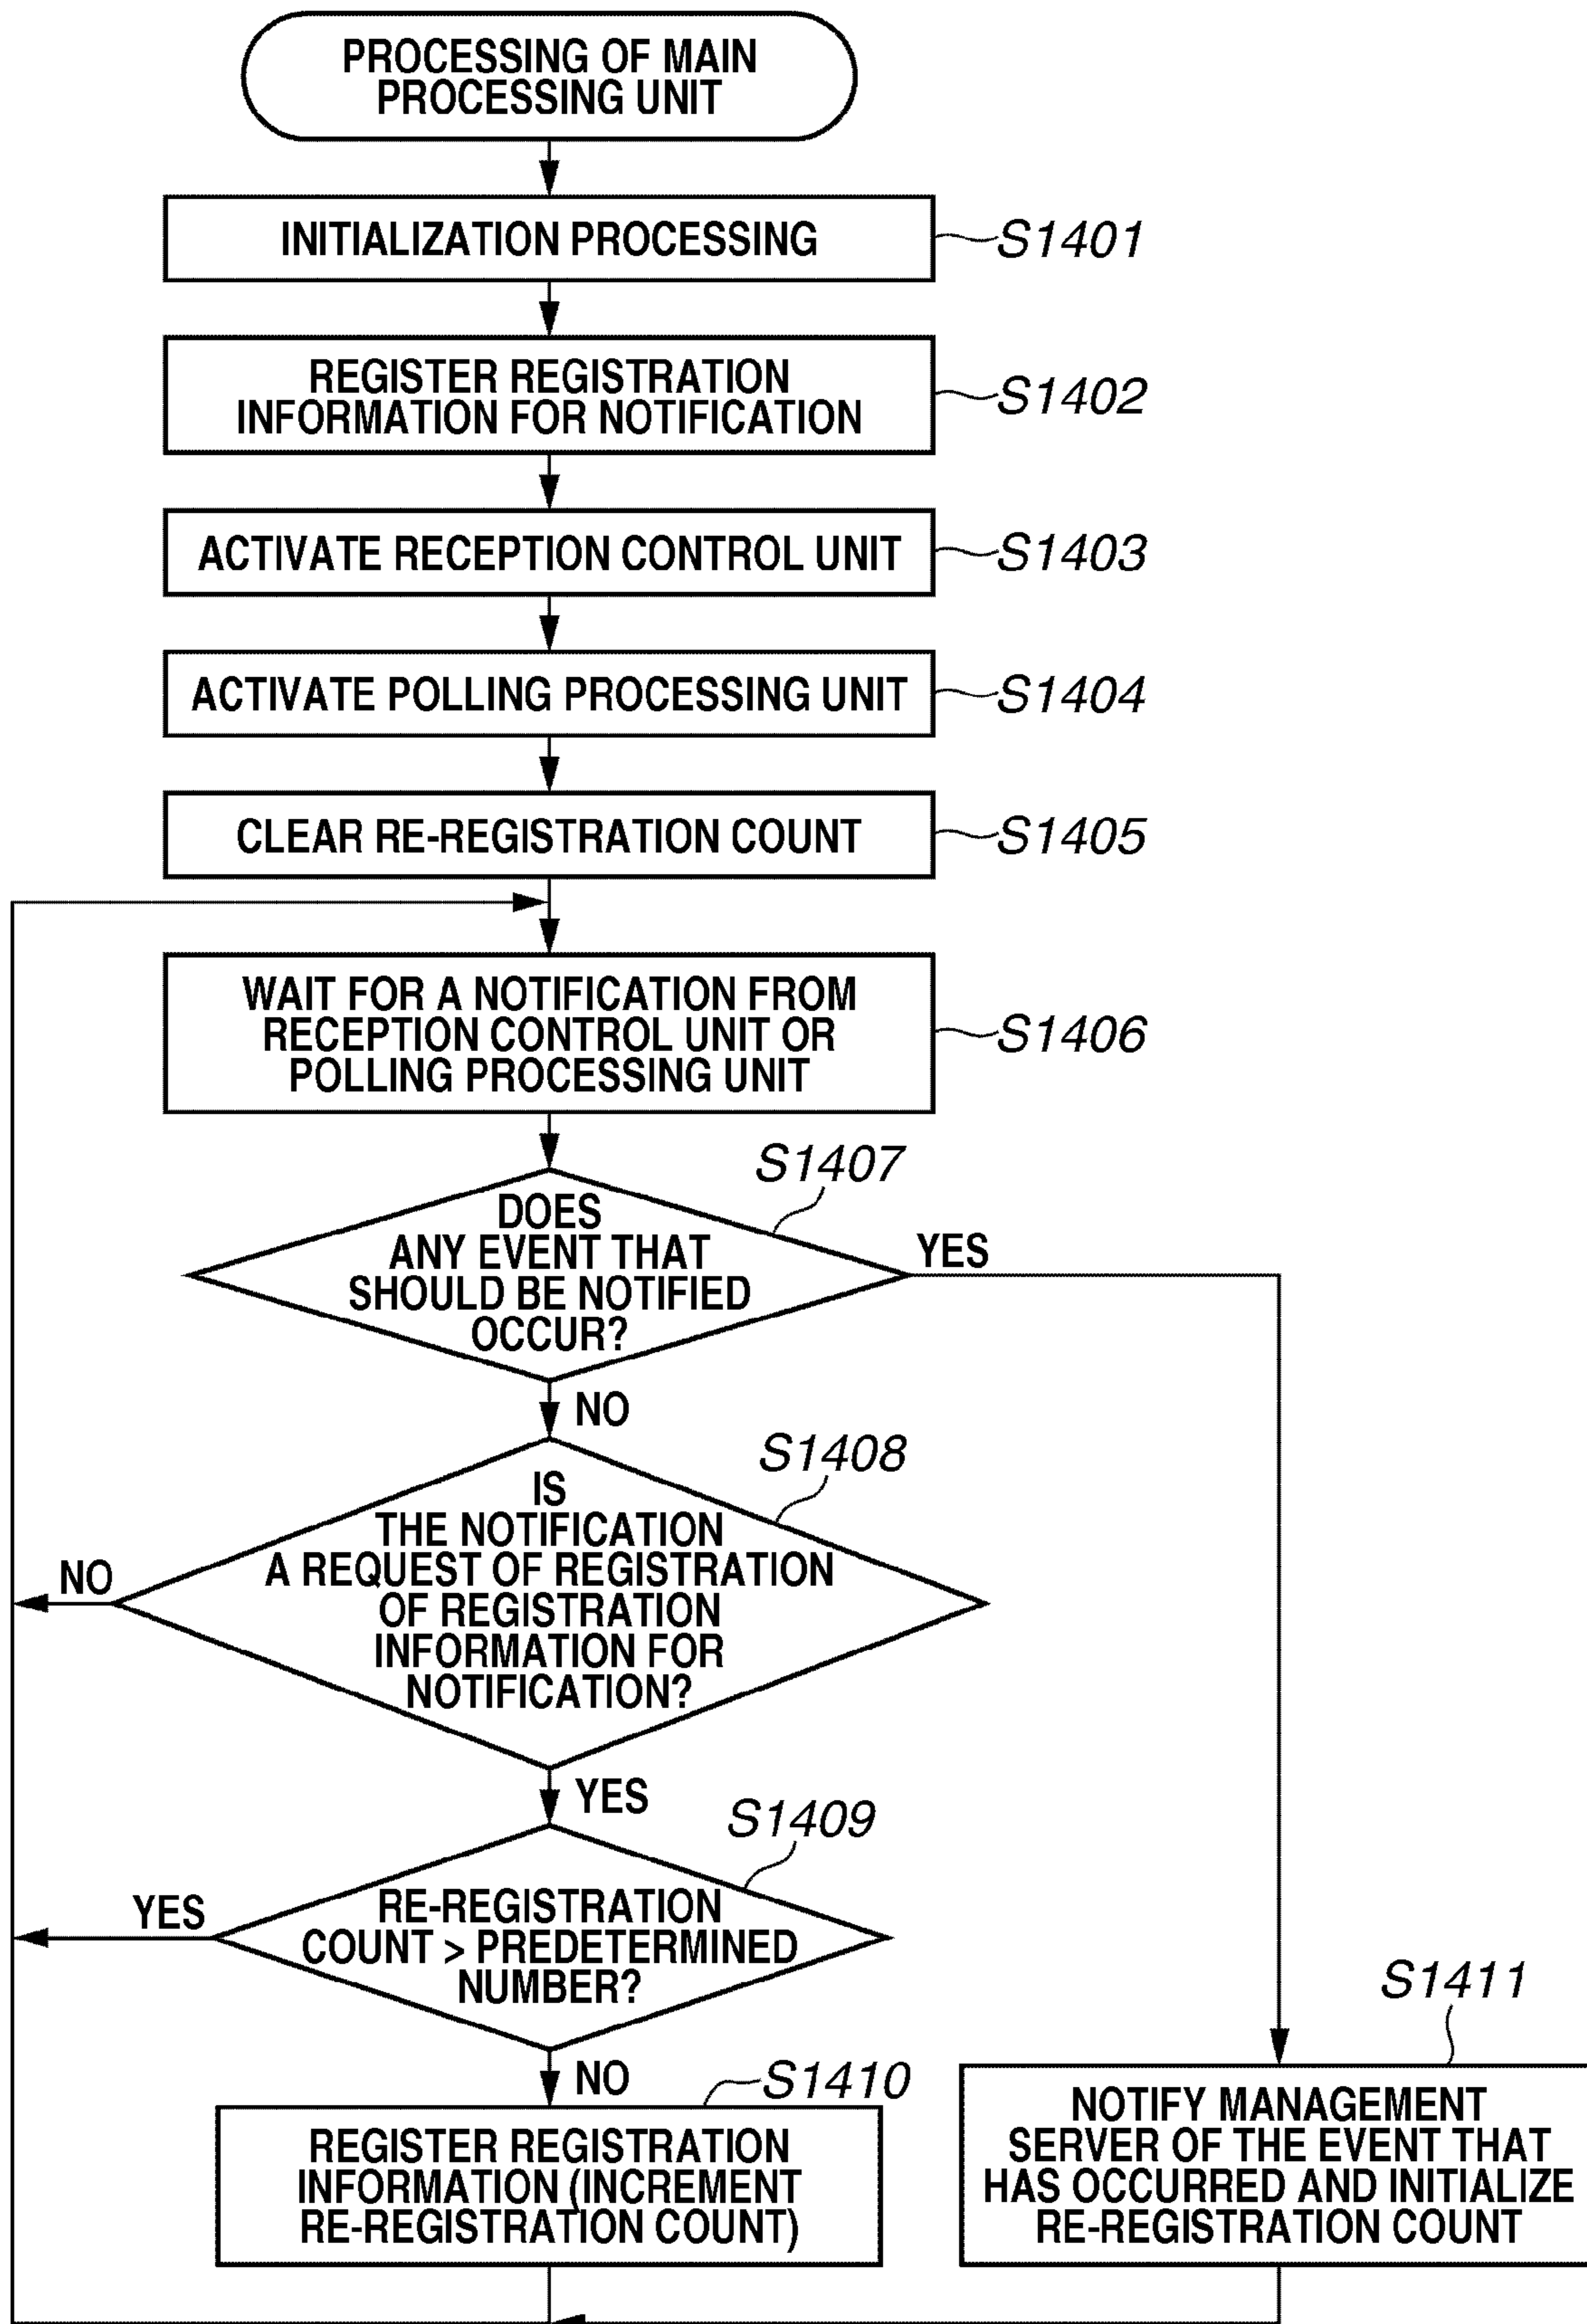 PROCESSING OF MAIN
PROCESSING UNIT
INITIALIZATION PROCESSING
S1401
REGISTER REGISTRATION
INFORMATION FOR NOTIFICATION
S1402
ACTIVATE RECEPTION CONTROL UNIT
S1403
ACTIVATE POLLING PROCESSING UNIT
S1404
CLEAR RE-REGISTRATION COUNT
S1405
WAIT FOR A NOTIFICATION FROM
RECEPTION CONTROL UNIT OR
POLLING PROCESSING UNIT
S1406
S1407
DOES
ANY EVENT THAT
SHOULD BE NOTIFIED
OCCUR?
YES
NO
S1408
IS
THE NOTIFICATION
A REQUEST OF REGISTRATION
OF REGISTRATION
INFORMATION FOR
NOTIFICATION?
NO
YES
S1409
RE-REGISTRATION
COUNT > PREDETERMINED
NUMBER?
YES
NO
S1410
REGISTER REGISTRATION
INFORMATION (INCREMENT
RE-REGISTRATION COUNT)
S1411
NOTIFY MANAGEMENT
SERVER OF THE EVENT THAT
HAS OCCURRED AND INITIALIZE
RE-REGISTRATION COUNT